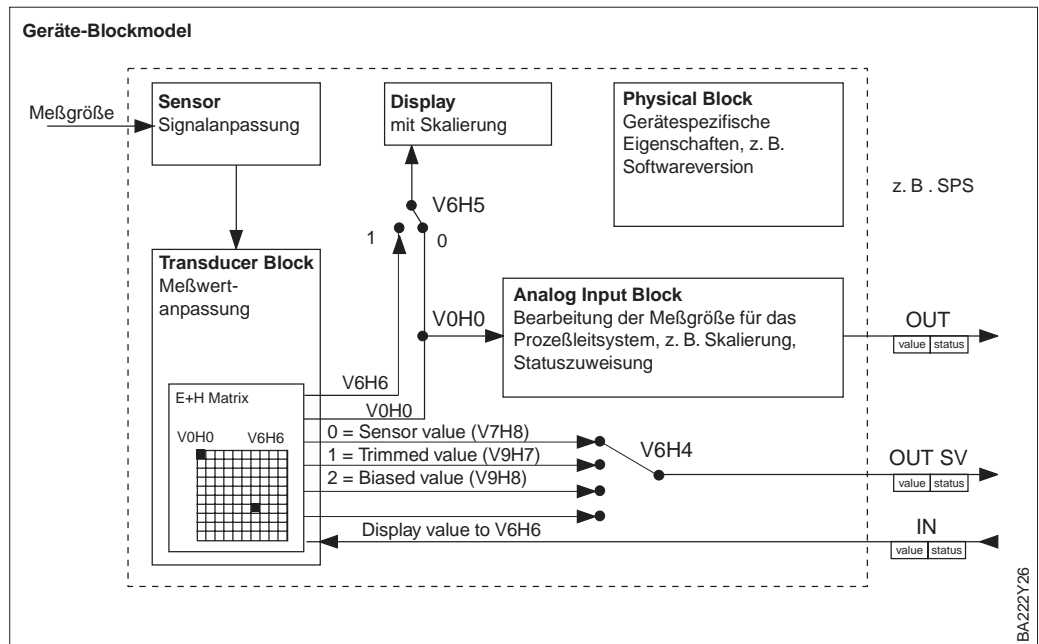 Geräte-Blockmodel
Meßgröße
Sensor
Signalanpassung
Display
mit Skalierung
Physical Block
Gerätespezifische
Eigenschaften, z. B.
Softwareversion
z. B . SPS
V6H5
1
0
Transducer Block
Meßwert-
anpassung
V0H0
Analog Input Block
Bearbeitung der Meßgröße für das
Prozeßleitsystem, z. B. Skalierung,
Statuszuweisung
OUT
value status
E+H Matrix
V0H0 V6H6
V6H6
V0H0
0 = Sensor value (V7H8)
1 = Trimmed value (V9H7)
2 = Biased value (V9H8)
V6H4
OUT SV
value status
Display value to V6H6
IN
value status
BA222Y26